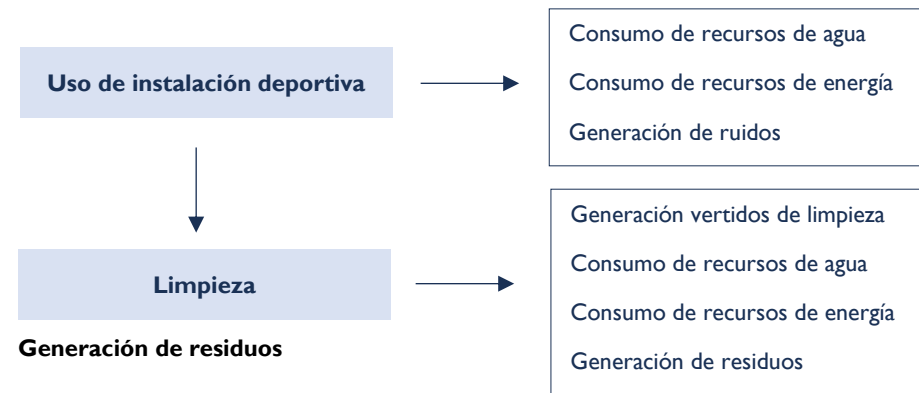 Uso de instalación deportiva
Consumo de recursos de agua
Consumo de recursos de energía
Generación de ruidos
Limpieza
Generación vertidos de limpieza
Consumo de recursos de agua
Consumo de recursos de energía
Generación de residuos
Generación de residuos